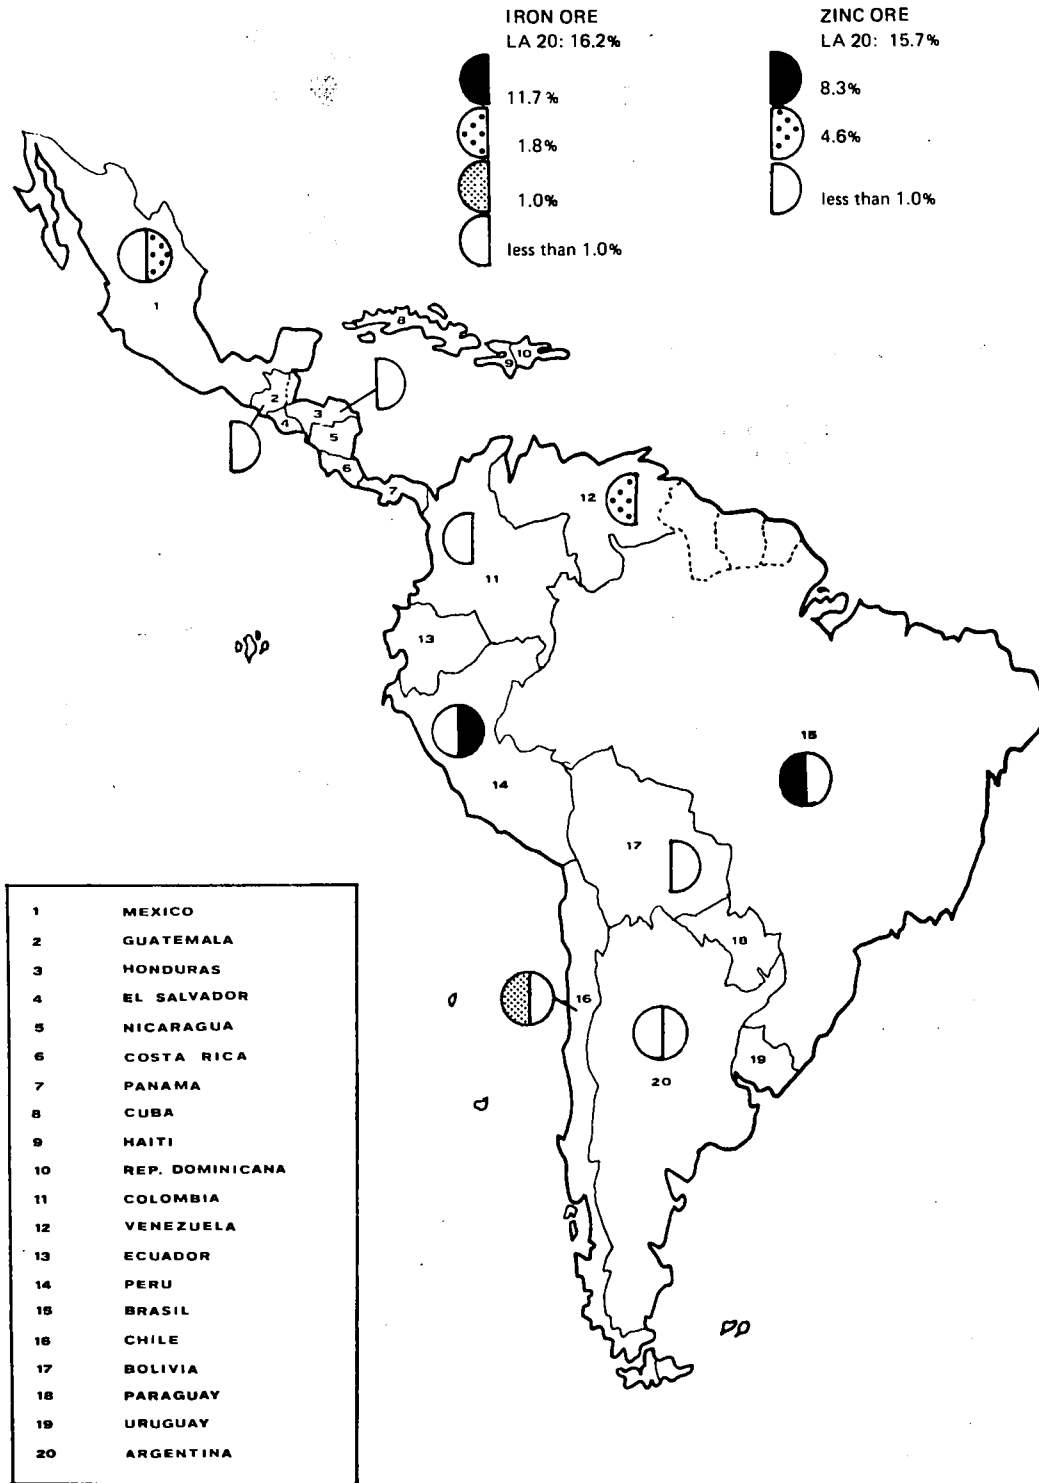 IRON ORE
LA 20: 16.2%
11.7%
1.8%
1.0%
less than 1.0%
ZINC ORE
LA 20: 15.7%
8.3%
4.6%
less than 1.0%
1
8
10
9
2
3
4
5
6
7
12
11
13
15
14
17
18
16
19
20
1 MEXICO
2 GUATEMALA
3 HONDURAS
4 EL SALVADOR
5 NICARAGUA
6 COSTA RICA
7 PANAMA
8 CUBA
9 HAITI
10 REP. DOMINICANA
11 COLOMBIA
12 VENEZUELA
13 ECUADOR
14 PERU
15 BRASIL
16 CHILE
17 BOLIVIA
18 PARAGUAY
19 URUGUAY
20 ARGENTINA